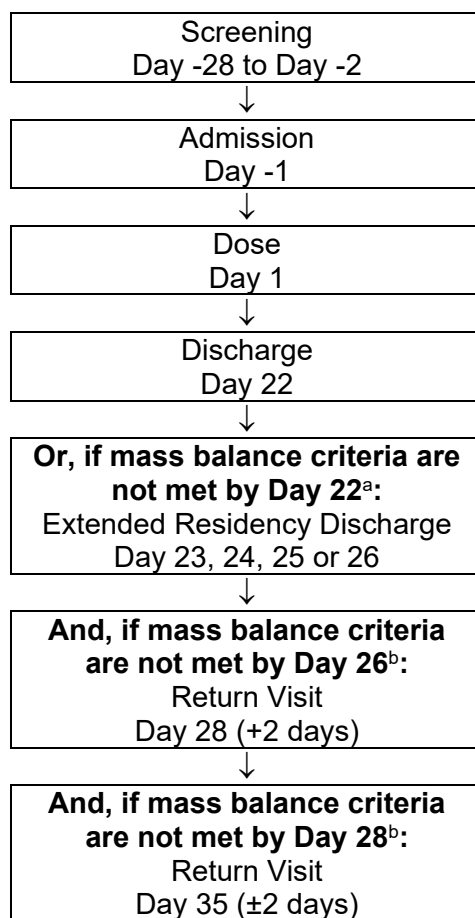 Screening
Day -28 to Day -2
↓
Admission
Day -1
↓
Dose
Day 1
↓
Discharge
Day 22
↓
Or, if mass balance criteria are
not met by Day 22ᵃ:
Extended Residency Discharge
Day 23, 24, 25 or 26
↓
And, if mass balance criteria
are not met by Day 26ᵇ:
Return Visit
Day 28 (+2 days)
↓
And, if mass balance criteria
are not met by Day 28ᵇ:
Return Visit
Day 35 (±2 days)